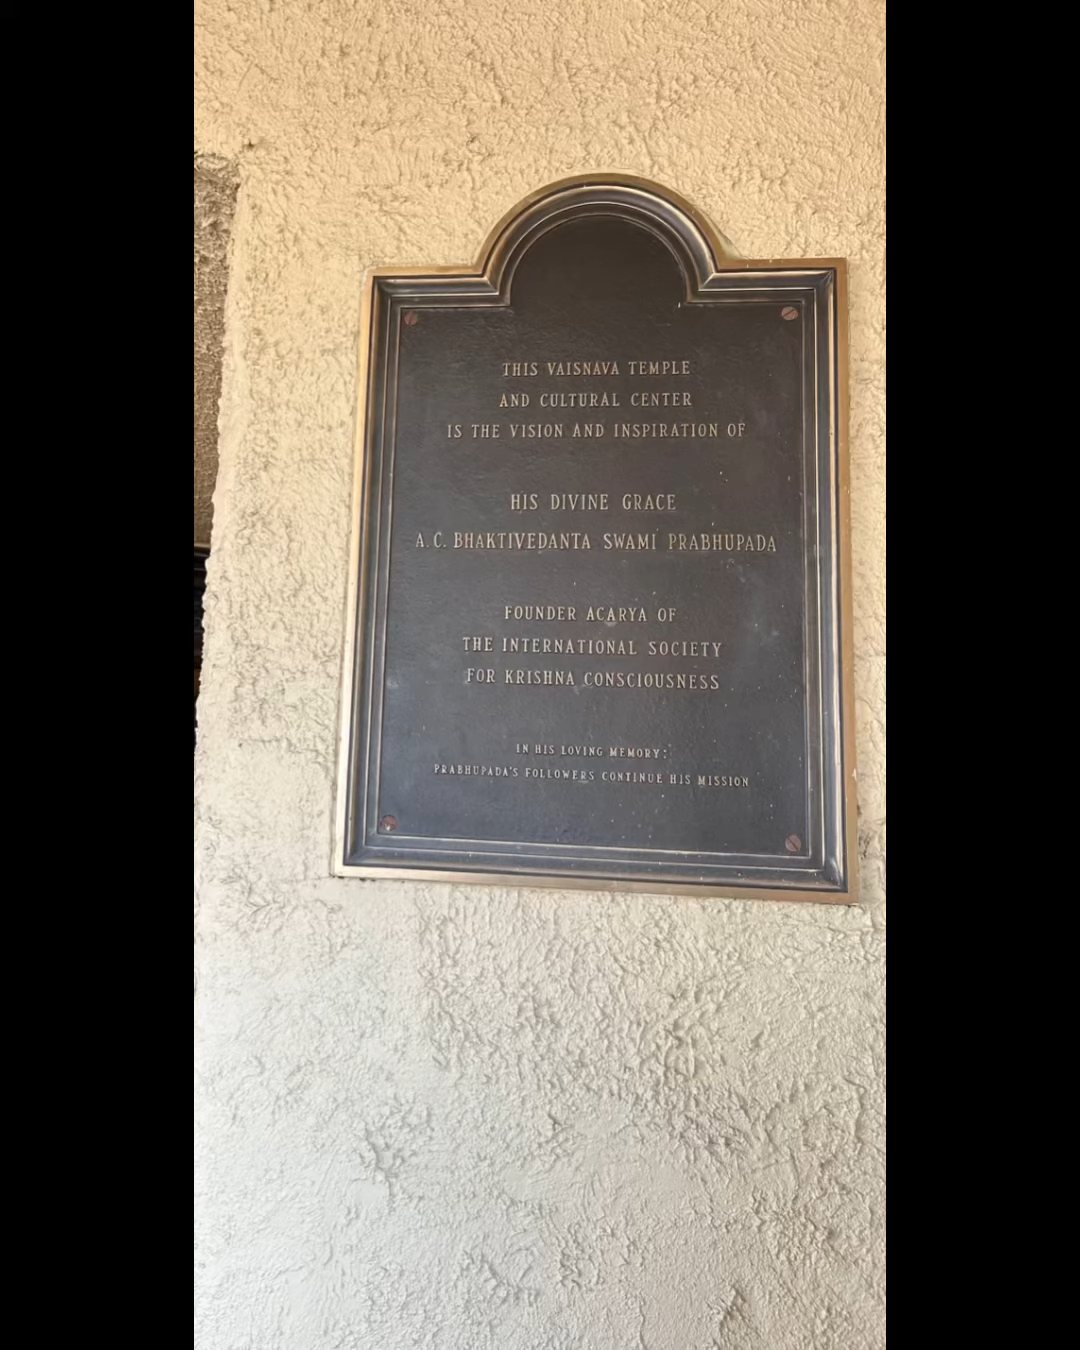 THIS VAISNAVA TEMPLE
AND CULTURAL CENTER
IS THE VISION AND INSPIRATION OF
HIS DIVINE GRACE
A.C. BHAKTIVEDANTA SWAMI PRABHUPADA
FOUNDER ACARYA OF
THE INTERNATIONAL SOCIETY
FOR KRISHNA CONSCIOUSNESS
IN HIS LOVING MEMORY:
PRABHUPADA'S FOLLOWERS CONTINUE HIS MISSION